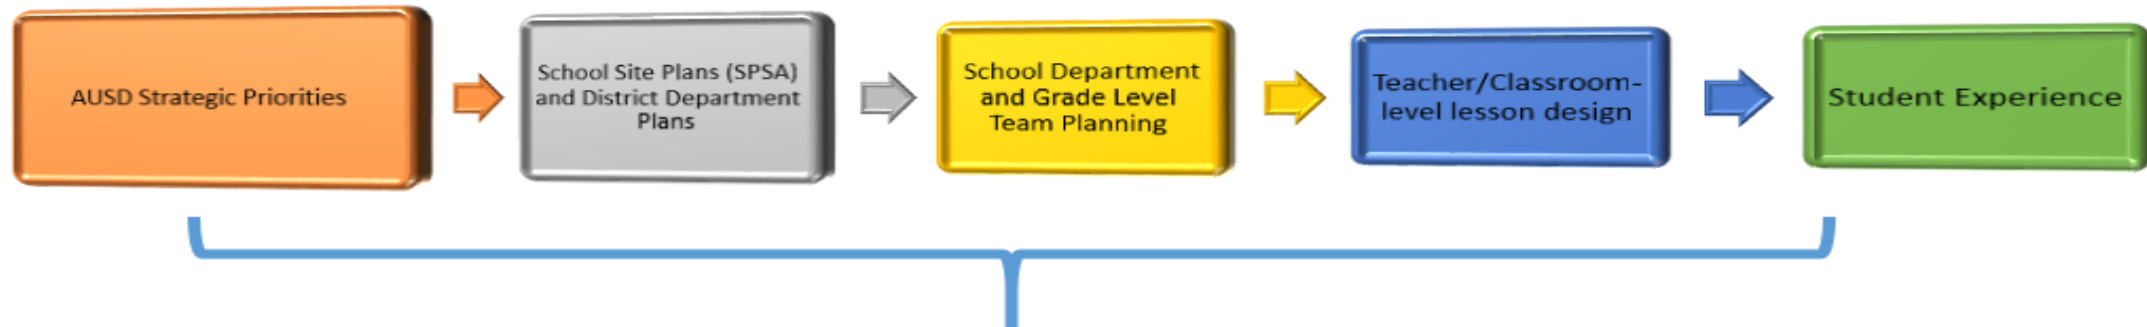 AUSD Strategic Priorities
School Site Plans (SPSA)
and District Department
Plans
School Department
and Grade Level
Team Planning
Teacher/Classroom-
level lesson design
Student Experience